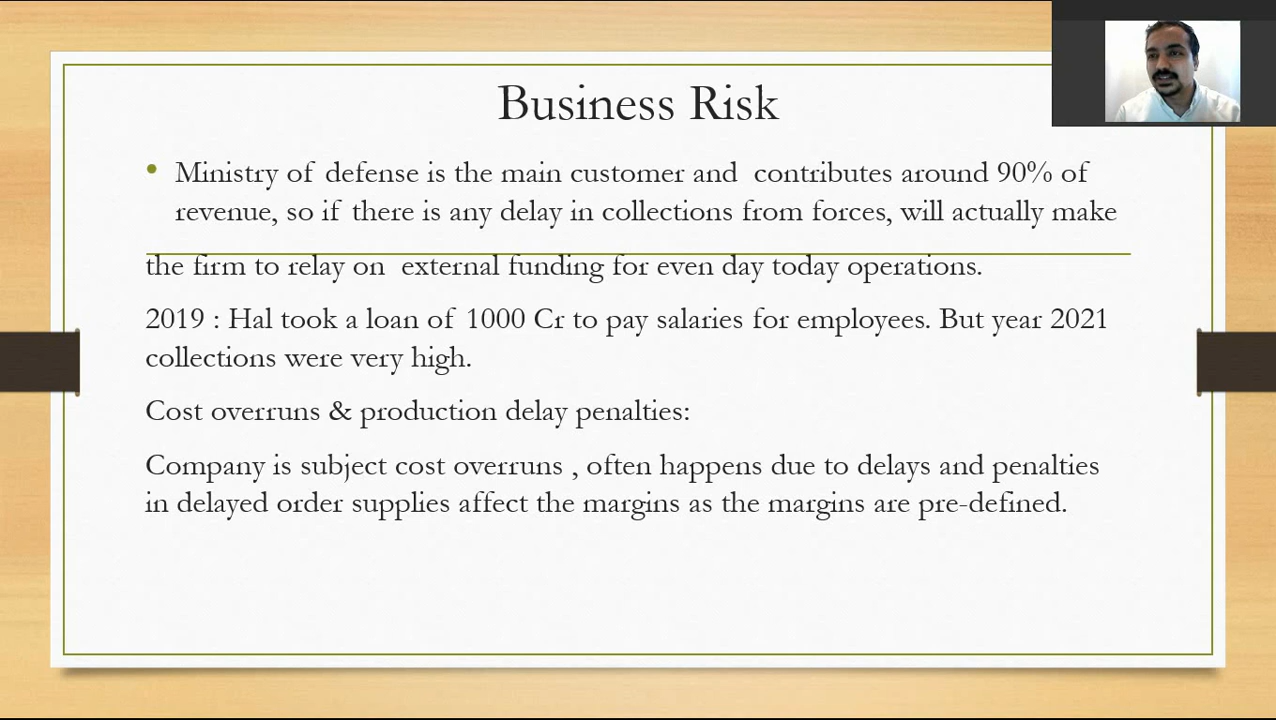 Business Risk
• Ministry of defense is the main customer and contributes around 90% of
revenue, so if there is any delay in collections from forces, will actually make
the firm to relay on external funding for even day today operations.
2019 : Hal took a loan of 1000 Cr to pay salaries for employees. But year 2021
collections were very high.
Cost overruns & production delay penalties:
Company is subject cost overruns , often happens due to delays and penalties
in delayed order supplies affect the margins as the margins are pre-defined.